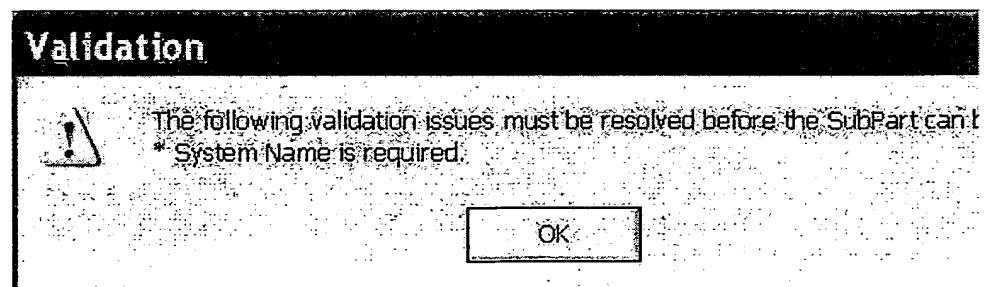 Validation
The following validation issues must be resolved before the SubPart can
* System Name is required.
OK